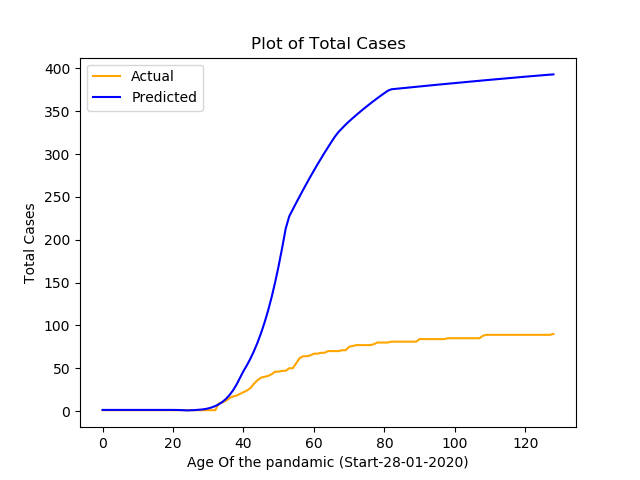 Plot of Total Cases
Actual
Predicted
400
350
300
250
200
150
100
50
0
Total Cases
0 20 40 60 80 100 120
Age Of the pandamic (Start-28-01-2020)